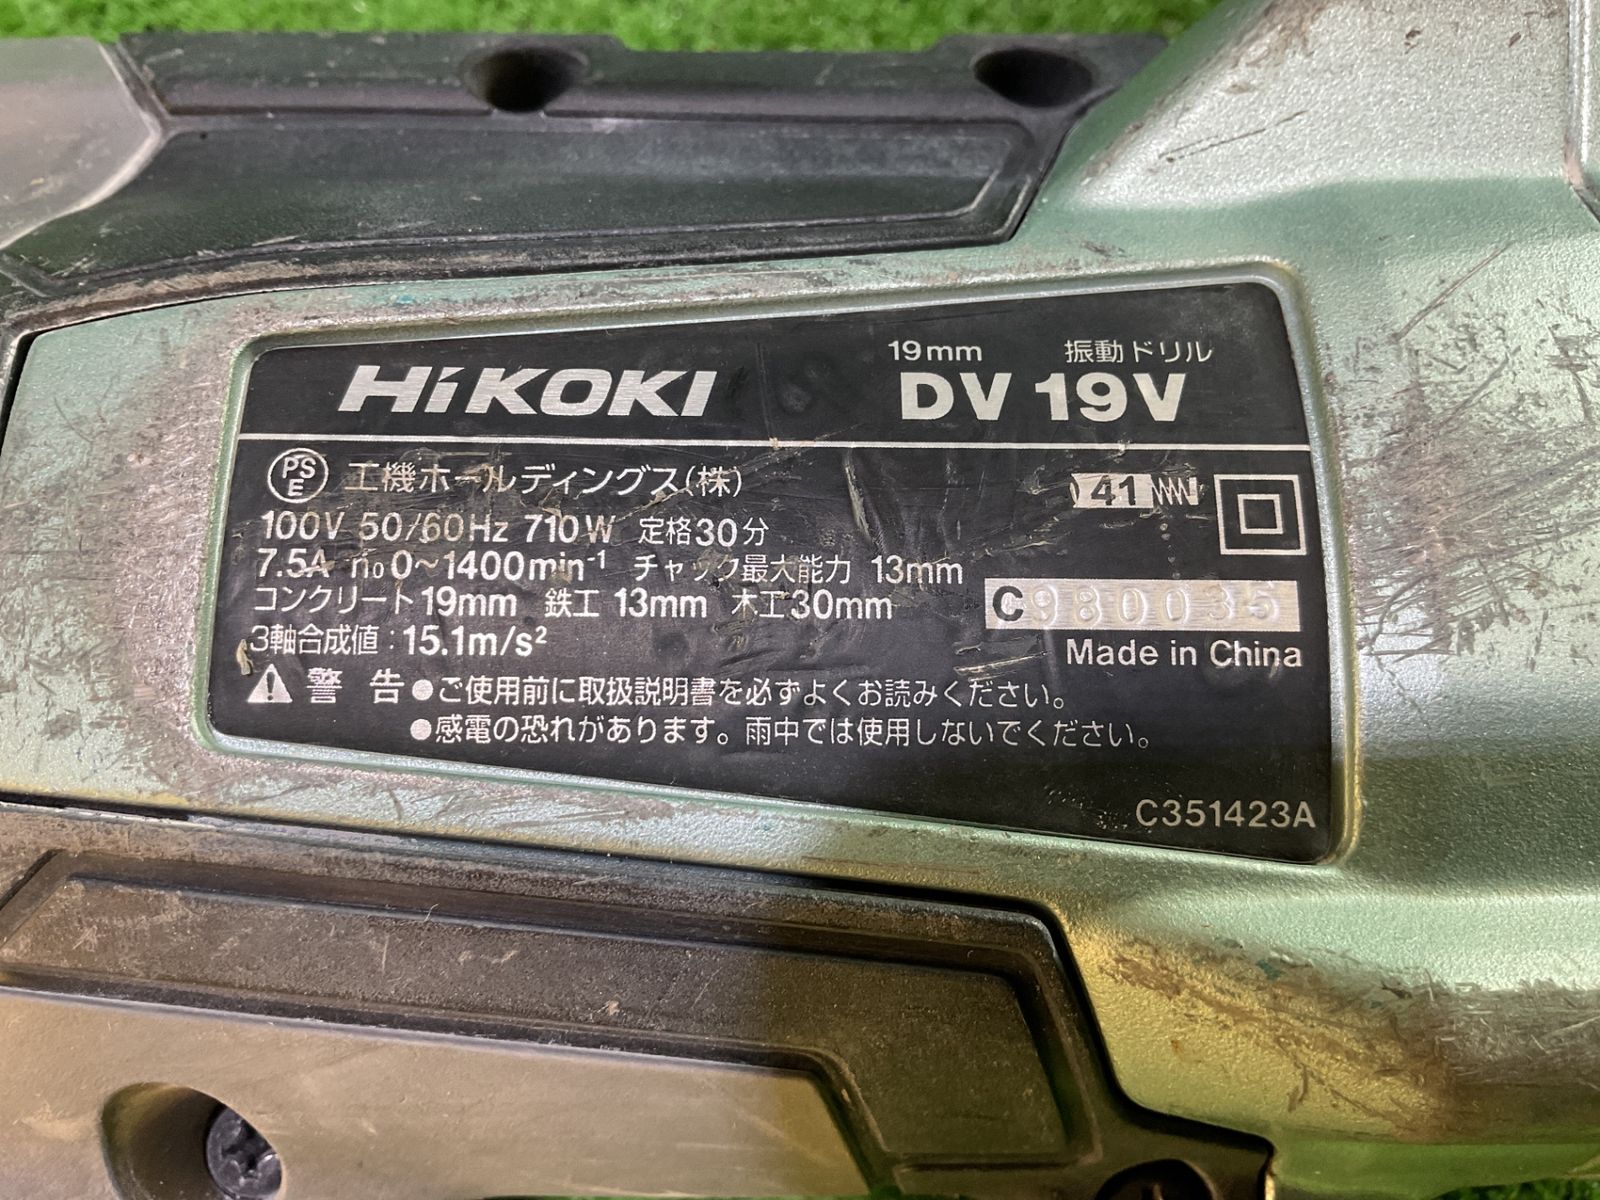 HiKOKI
19mm 振動ドリル
DV 19V
PSE 工機ホールディングス(株)
41
100V 50/60Hz 710W 定格30分
7.5A n₀ 0~1400min⁻¹ チャック最大能力 13mm
コンクリート19mm 鉄工 13mm 木工30mm
C980035
3軸合成値:15.1m/s²
Made in China
警 告 ●ご使用前に取扱説明書を必ずよくお読みください。
●感電の恐れがあります。雨中では使用しないでください。
C351423A